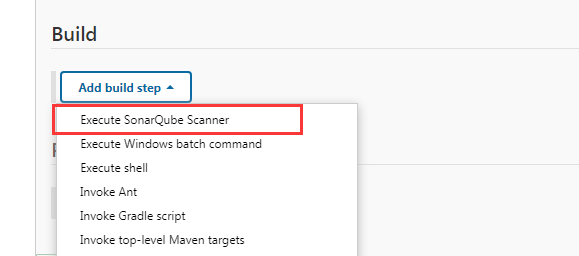 Build
Add build step
Execute SonarQube Scanner
Execute Windows batch command
Execute shell
Invoke Ant
Invoke Gradle script
Invoke top-level Maven targets